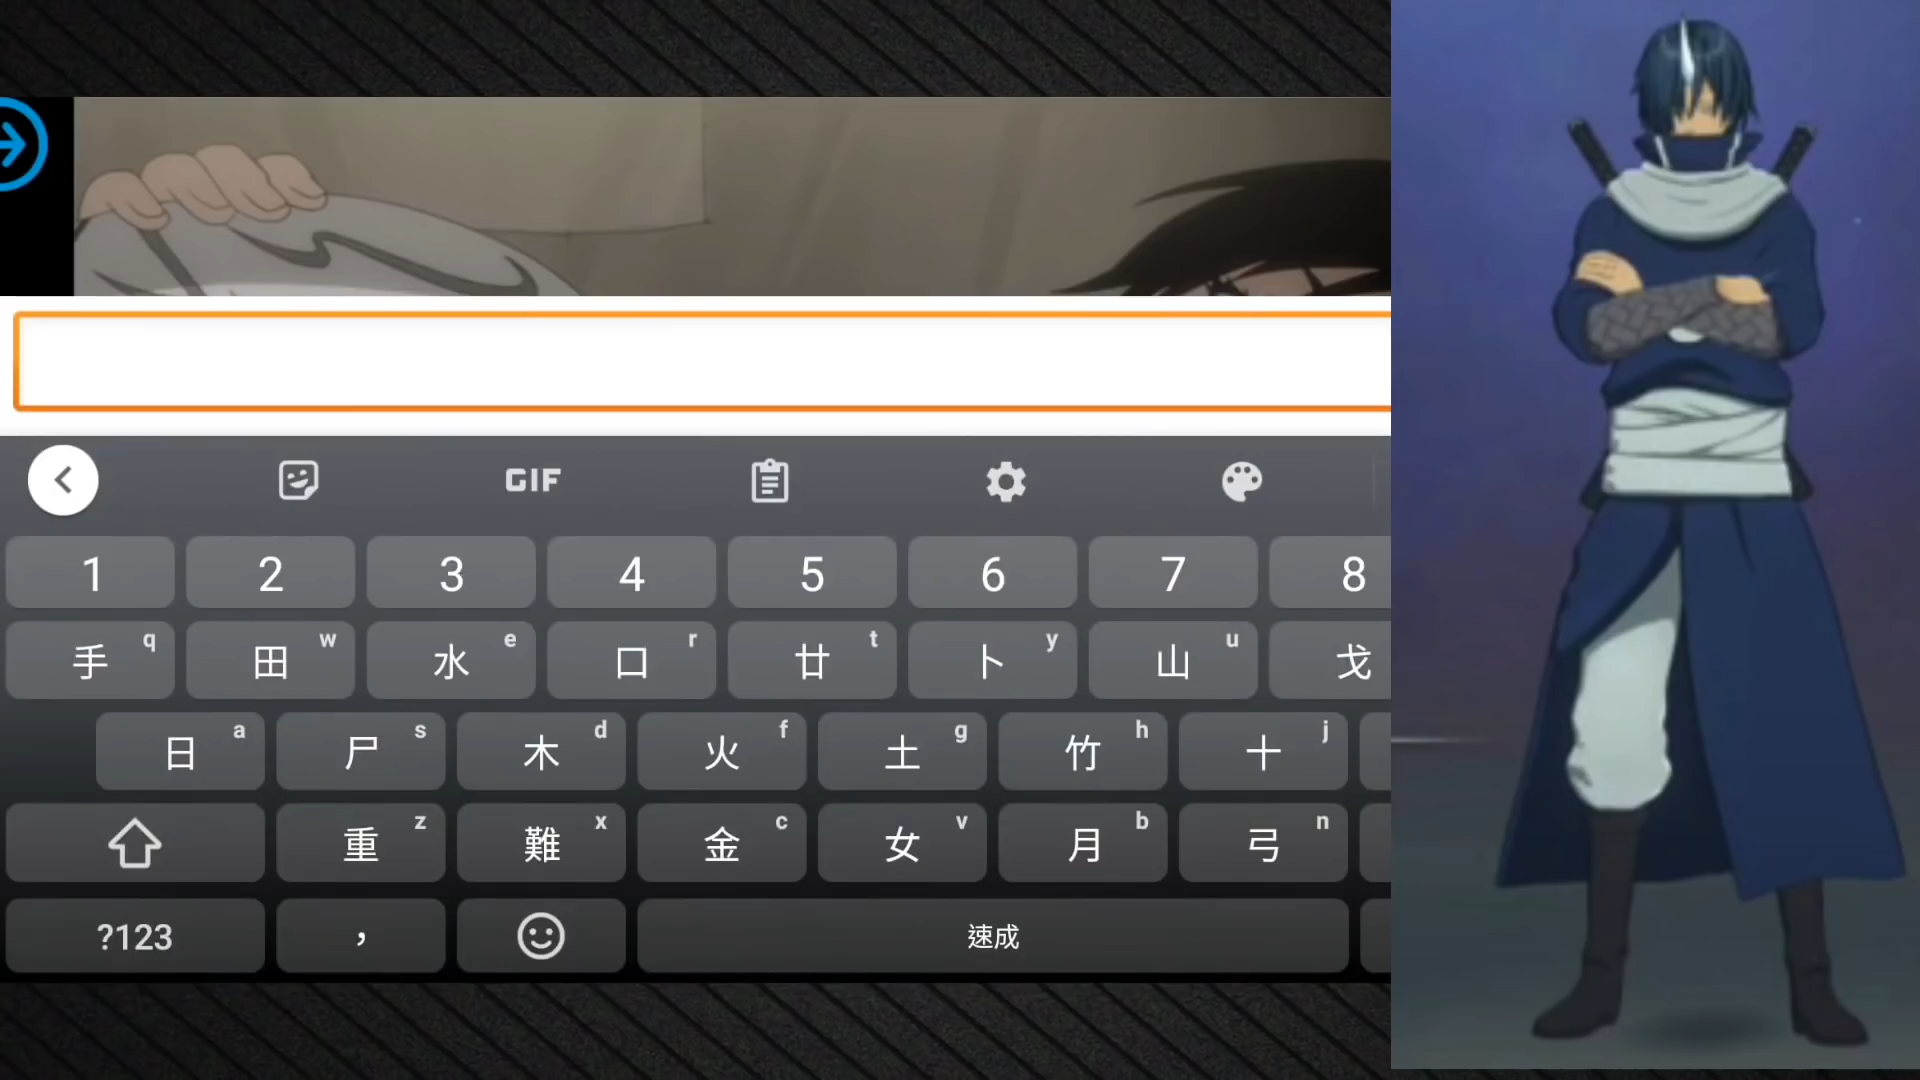 GIF
1 2 3 4 5 6 7 8
手 q 田 w 水 e 口 r 廿 t 卜 y 山 u 戈
日 a 尸 s 木 d 火 f 土 g 竹 h 十 j
重 z 難 x 金 c 女 v 月 b 弓 n
?123 , 速成